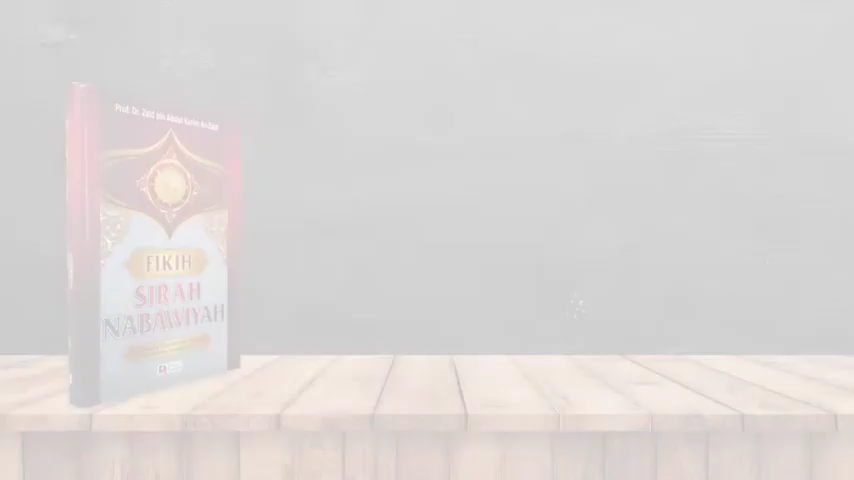 Prof. Dr. Zaid bin Abdul Karim Az-Zaid
FIKIH
SIRAH
NABAWIYAH